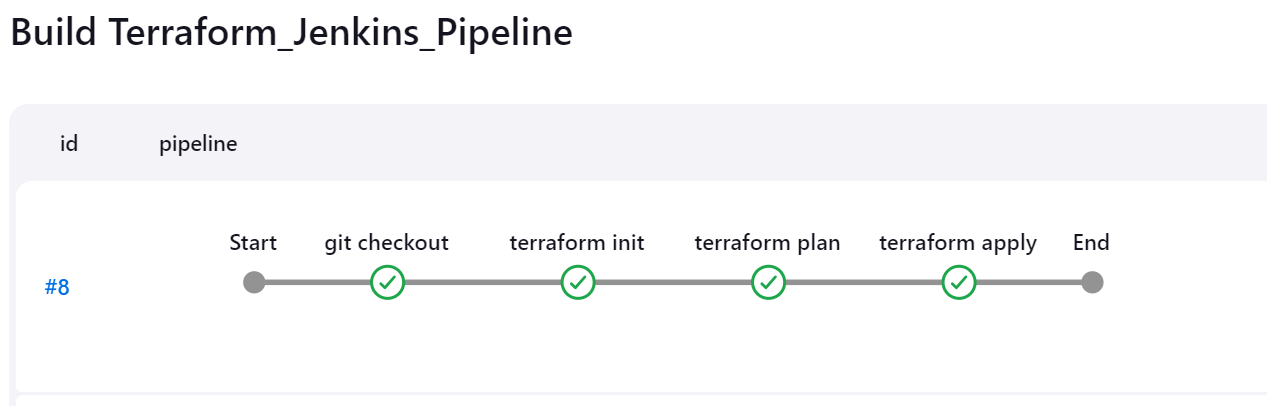 Build Terraform_Jenkins_Pipeline
id pipeline
Start git checkout terraform init terraform plan terraform apply End
#8